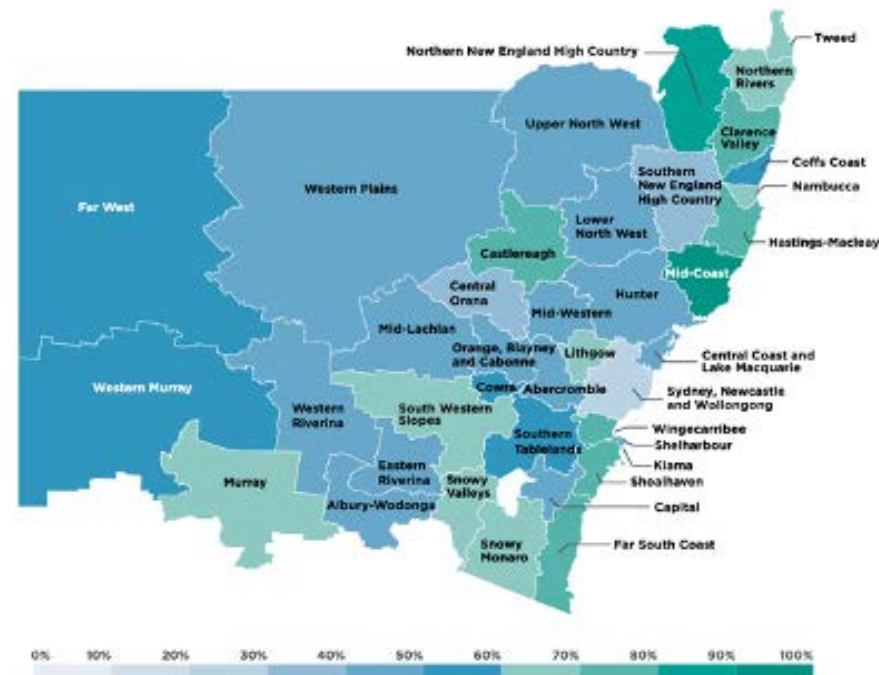 Tweed
Northern New England High Country
Northern
Rivers
Upper North West
Clarence
Valley
Coffs Coast
Southern
New England
High Country
Nambucca
Western Plains
Far West
Lower
North West
Hastings-Macleay
Castlereagh
Mid-Coast
Central
Orana
Hunter
Mid-Western
Mid-Lachlan
Orange, Blayney
and Cabonne
Lithgow
Central Coast and
Lake Macquarie
Western Murray
Cowra
Abercrombie
Sydney, Newcastle
and Wollongong
Western
Riverina
South Western
Slopes
Wingecarribee
Southern
Tablelands
Shelharbour
Kiama
Eastern
Riverina
Murray
Snowy
Valleys
Shoalhaven
Albury-Wodonga
Capital
Snowy
Monaro
Far South Coast
0% 10% 20% 30% 40% 50% 60% 70% 80% 90% 100%